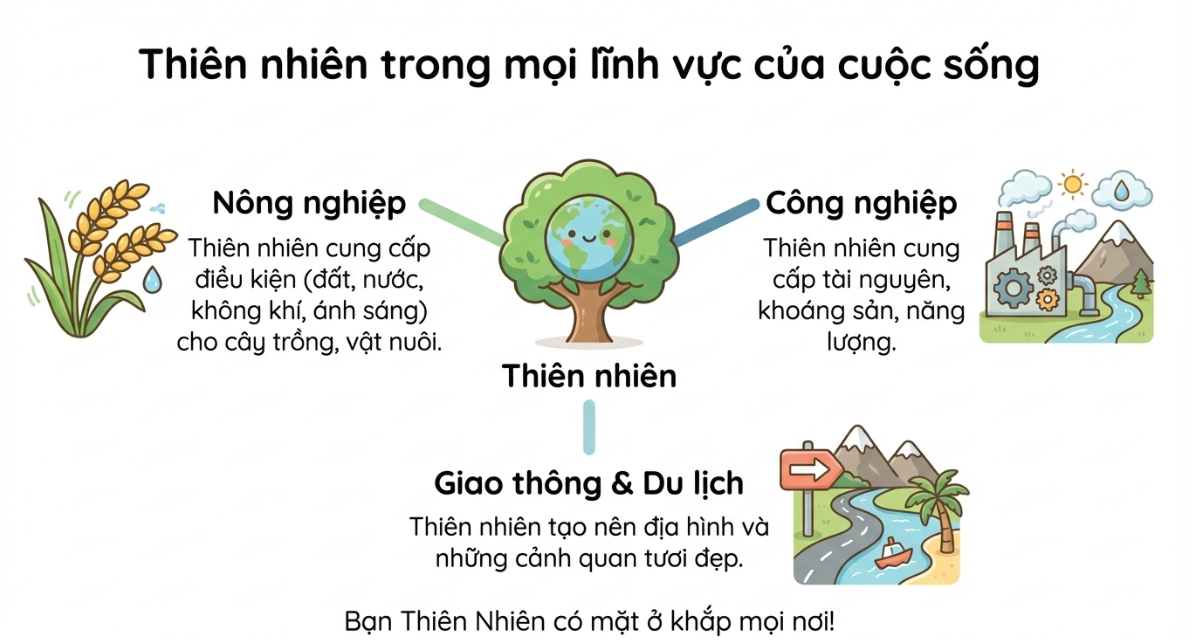 Thiên nhiên trong mọi lĩnh vực của cuộc sống
Nông nghiệp
Thiên nhiên cung cấp
điều kiện (đất, nước,
không khí, ánh sáng)
cho cây trồng, vật nuôi.
Công nghiệp
Thiên nhiên cung
cấp tài nguyên,
khoáng sản, năng
lượng.
Thiên nhiên
Giao thông & Du lịch
Thiên nhiên tạo nên địa hình và
những cảnh quan tươi đẹp.
Bạn Thiên Nhiên có mặt ở khắp mọi nơi!